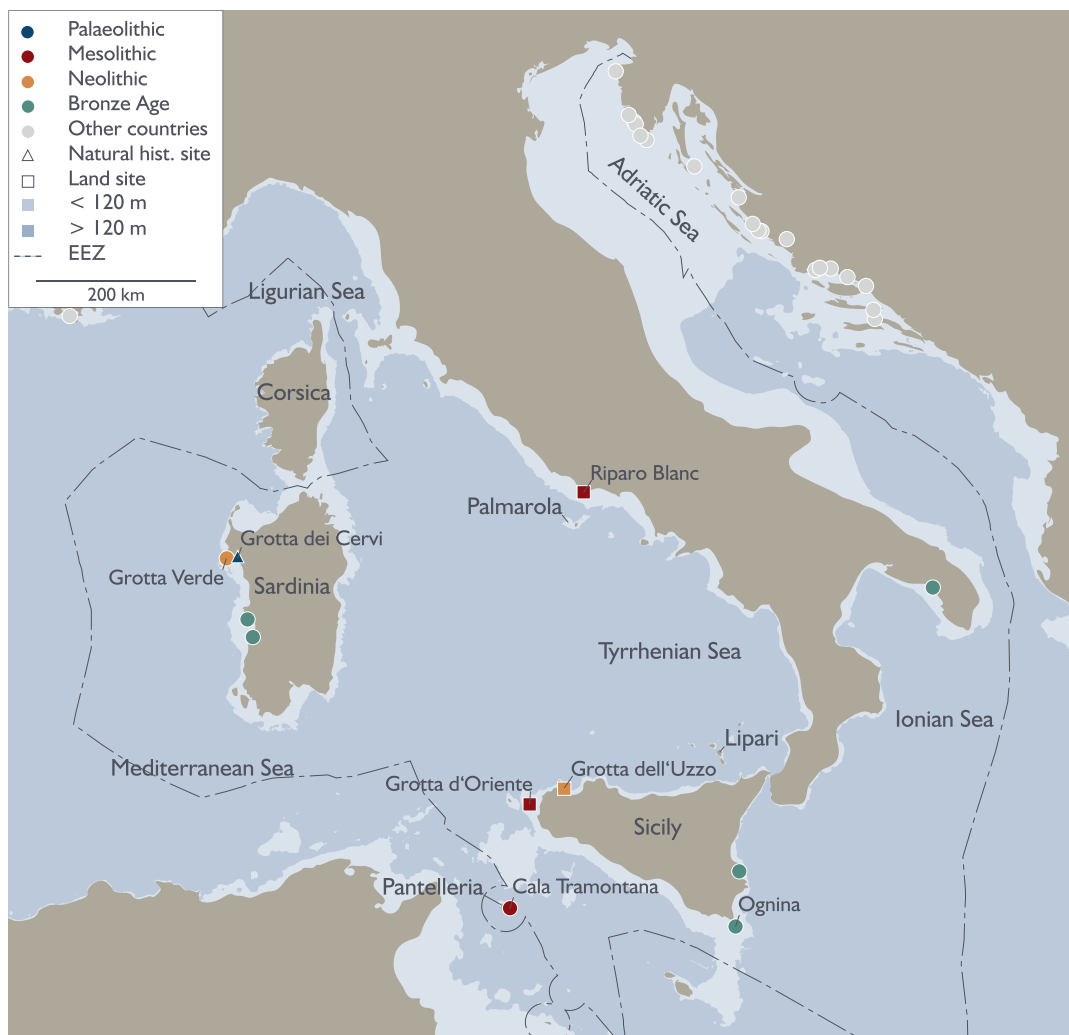 Palaeolithic
Mesolithic
Neolithic
Bronze Age
Other countries
Natural hist. site
Land site
< 120 m
> 120 m
EEZ
200 km
Adriatic Sea
Ligurian Sea
Corsica
Riparo Blanc
Palmarola
Grotta dei Cervi
Grotta Verde
Sardinia
Tyrrhenian Sea
Ionian Sea
Lipari
Mediterranean Sea
Grotta dell‘Uzzo
Grotta d‘Oriente
Sicily
Pantelleria
Cala Tramontana
Ognina